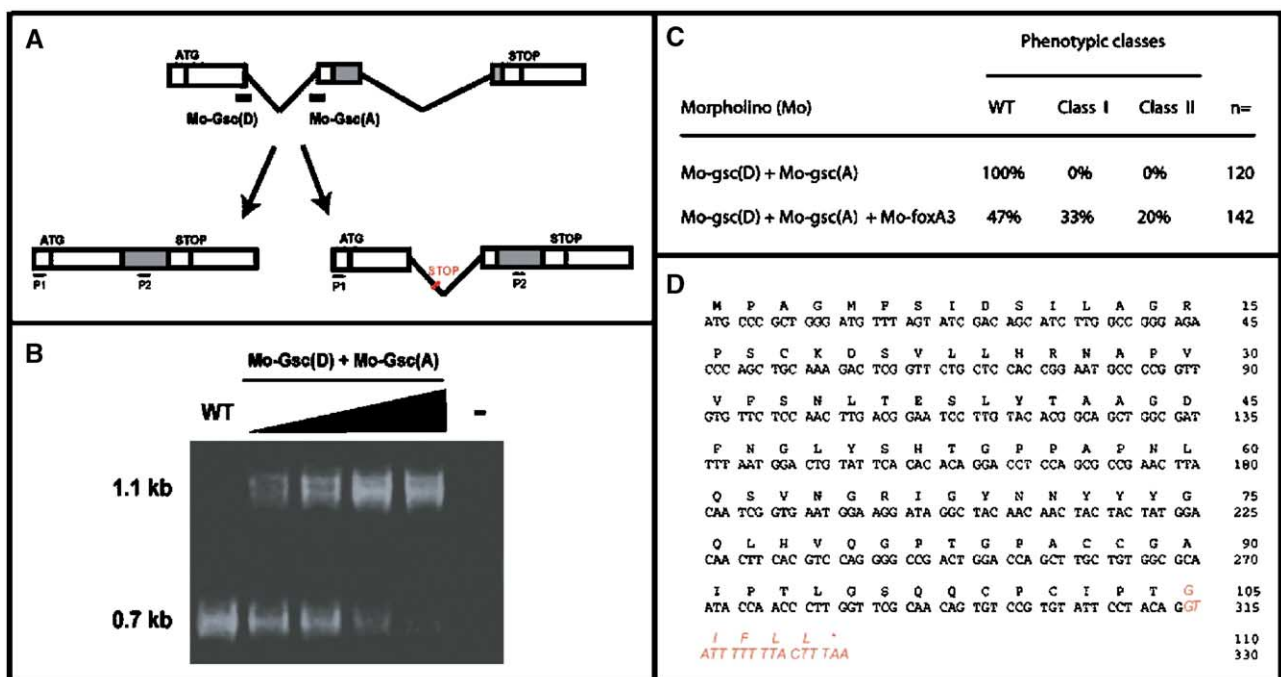 A
ATG
STOP
Mo-Gsc(D)
Mo-Gsc(A)
ATG
STOP
P1
P2
ATG
STOP
STOP
P1
P2
B
Mo-Gsc(D) + Mo-Gsc(A)
WT
-
1.1 kb
0.7 kb
C
Phenotypic classes
Morpholino (Mo) WT Class I Class II n=
Mo-gsc(D) + Mo-gsc(A) 100% 0% 0% 120
Mo-gsc(D) + Mo-gsc(A) + Mo-foxA3 47% 33% 20% 142
D
M P A G M F S I D S I L A G R 15
ATG CCC GCT GGG ATG TTT AGT ATC GAC AGC ATC TTG GCC GGG AGA 45
P S C K D S V L L H R N A P V 30
CCC AGC TGC AAA GAC TCG GTT CTG CTC CAC CGG AAT GCC CCG GTT 90
V F S N L T E S L Y T A A G D 45
GTG TTC TCC AAC TTG ACG GAA TCC TTG TAC ACG GCA GCT GGC GAT 135
F N G L Y S H T G P P A P N L 60
TTT AAT GGA CTG TAT TCA CAC ACA GGA CCT CCA GCG CCG AAC TTA 180
Q S V N G R I G Y N N Y Y Y G 75
CAA TCG GTG AAT GGA AGG ATA GGC TAC AAC AAC TAC TAC TAT GGA 225
Q L H V Q G P T G P A C C G A 90
CAA CTT CAC GTC CAG GGG CCG ACT GGA CCA GCT TGC TGT GGC GCA 270
I P T L G S Q Q C P C I P T G 105
ATA CCA ACC CTT GGT TCG CAA CAG TGT CCG TGT ATT CCT ACA GGT 315
I F L L * 110
ATT TTT TTA CTT TAA 330